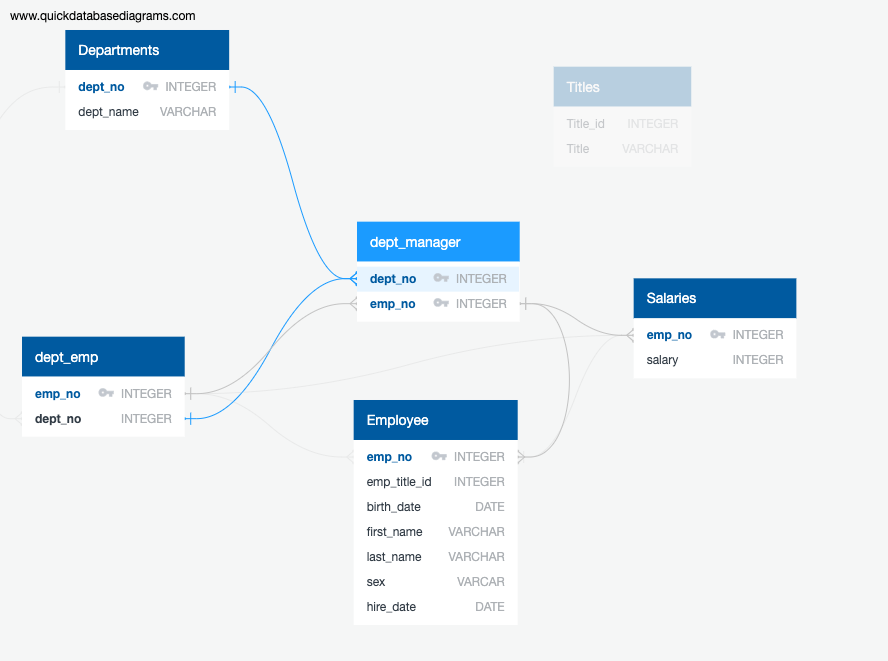 www.quickdatabasediagrams.com
Departments
dept_no INTEGER
dept_name VARCHAR
Titles
Title_id INTEGER
Title VARCHAR
dept_manager
dept_no INTEGER
emp_no INTEGER
Salaries
emp_no INTEGER
salary INTEGER
dept_emp
emp_no INTEGER
dept_no INTEGER
Employee
emp_no INTEGER
emp_title_id INTEGER
birth_date DATE
first_name VARCHAR
last_name VARCHAR
sex VARCAR
hire_date DATE